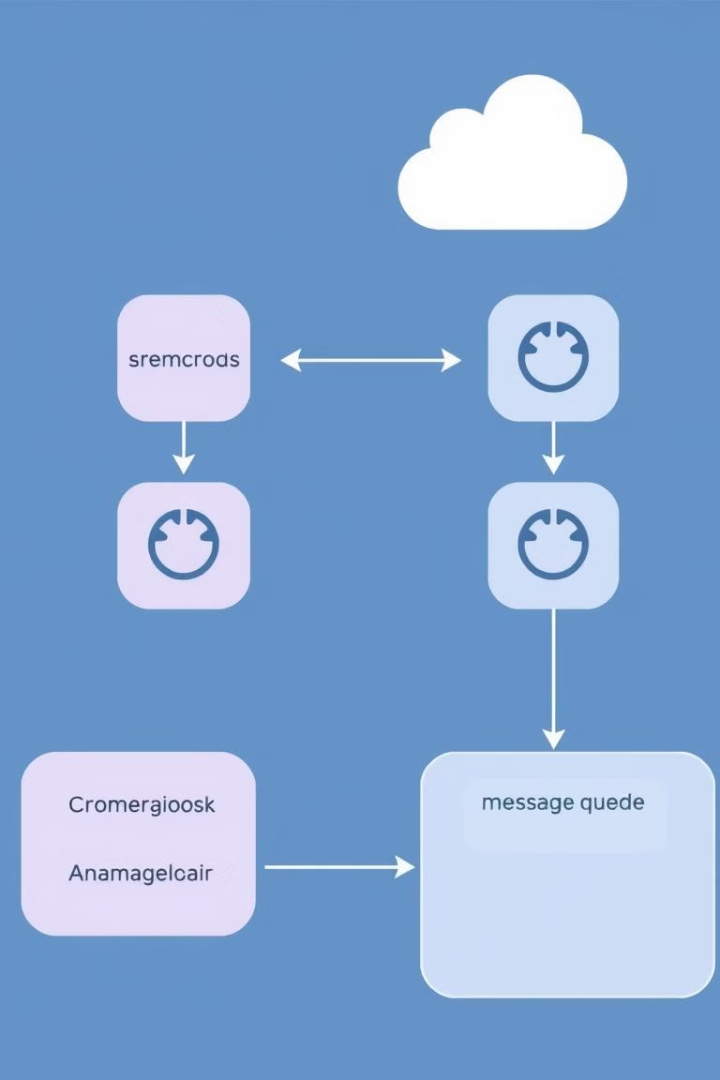 sremcrods
Cromergioosk
Anamagelcair
message quede